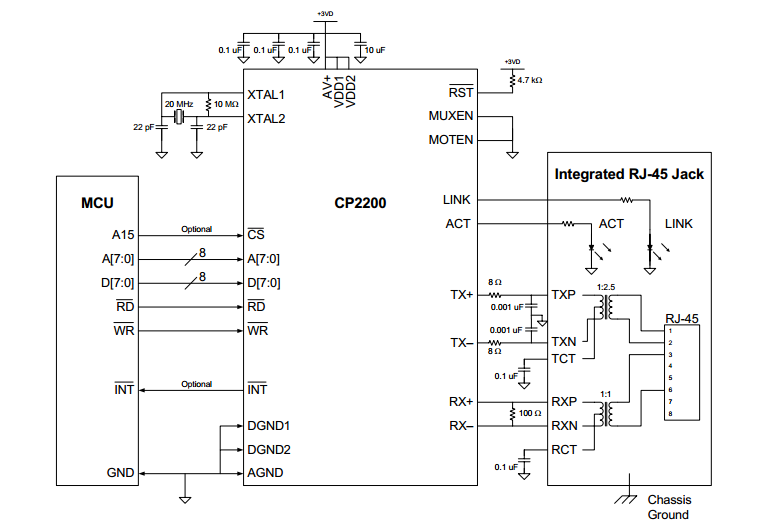 +3VD
0.1 uF 0.1 uF 0.1 uF 10 uF
+3VD
4.7 kΩ
AV+
VDD1
VDD2
XTAL1
20 MHz 10 MΩ
XTAL2
22 pF 22 pF
RST
MUXEN
MOTEN
Integrated RJ-45 Jack
MCU
CP2200
LINK
ACT
ACT LINK
A15 Optional CS
A[7:0] 8 A[7:0]
D[7:0] 8 D[7:0]
RD RD
WR WR
INT Optional INT
TX+ 8 Ω TXP 1:2.5
0.001 uF
0.001 uF
TX– 8 Ω TXN
TCT
0.1 uF
RJ-45
1
2
3
4
5
6
7
8
RX+ RXP 1:1
100 Ω
RX– RXN
RCT
0.1 uF
DGND1
DGND2
GND AGND
Chassis
Ground